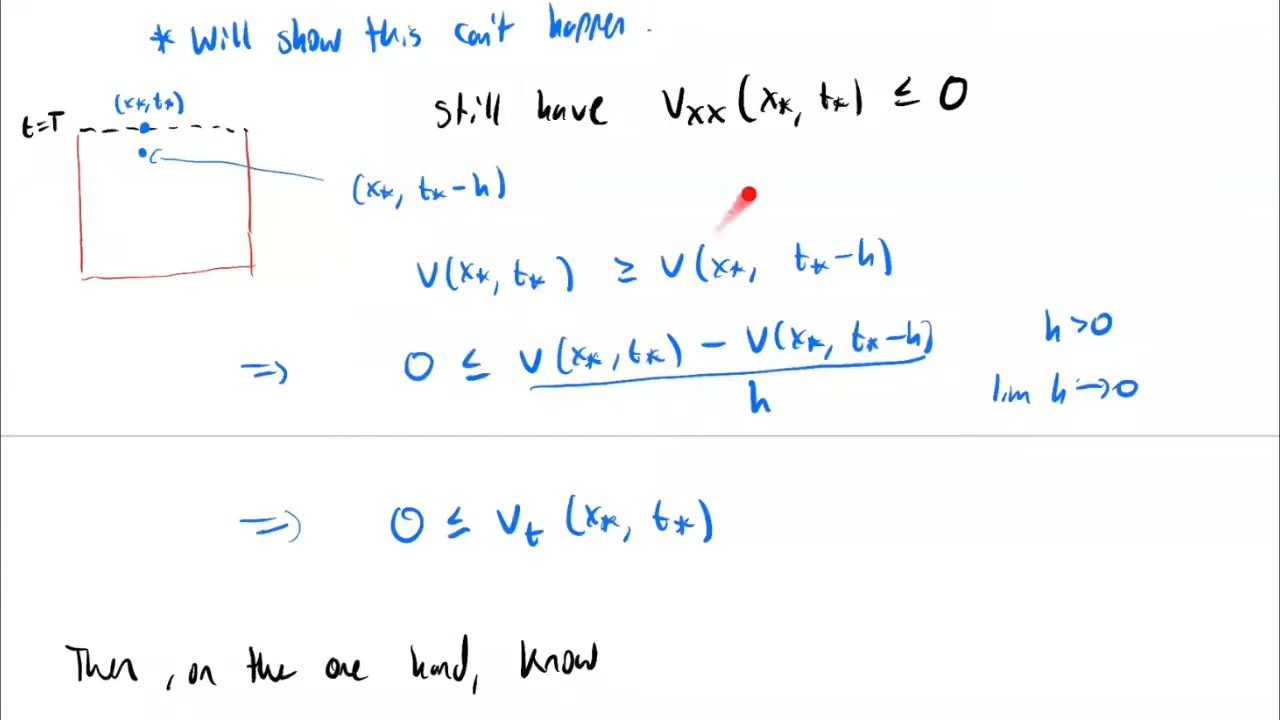 * Will show this can't happen.
(x*, t*)
t=T
still have Vxx (x*, t*) ≤ 0
(x*, t*-h)
V(x*, t*) ≥ V(x*, t*-h)
⇒ 0 ≤ V(x*, t*) - V(x*, t*-h) h>0
h lim h→0
⇒ 0 ≤ Vt (x*, t*)
Then, on the one hand, know